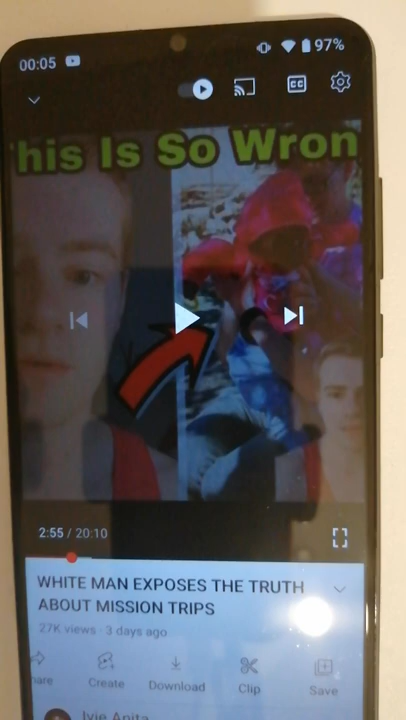 00:05
97%
CC
his Is So Wron
2:55 / 20:10
WHITE MAN EXPOSES THE TRUTH
ABOUT MISSION TRIPS
27K views · 3 days ago
hare Create Download Clip Save
Ivie Anita